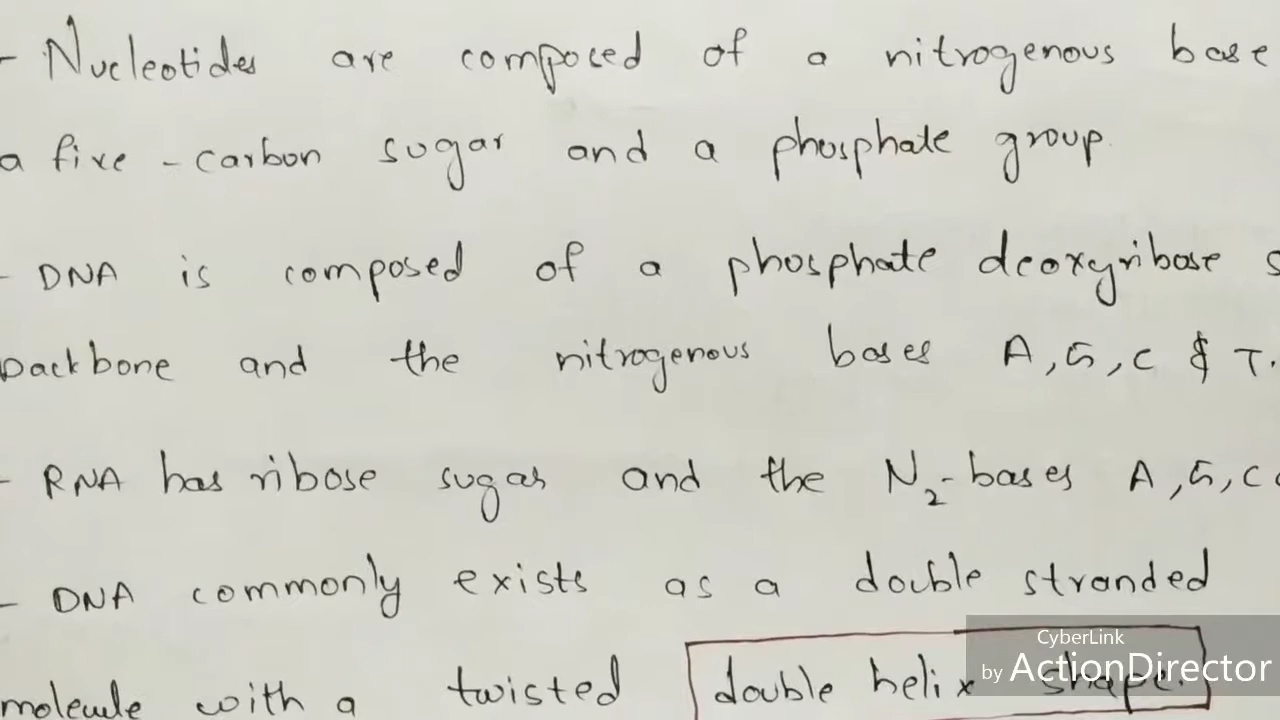 - Nucleotides are composed of a nitrogenous base
a five - carbon sugar and a phosphate group.
- DNA is composed of a phosphate deoxyribose s
backbone and the nitrogenous bases A, G, C & T.
- RNA has ribose sugar and the N2-bases A, G, C
- DNA commonly exists as a double stranded
molecule with a twisted double helix shape.
CyberLink
by ActionDirector